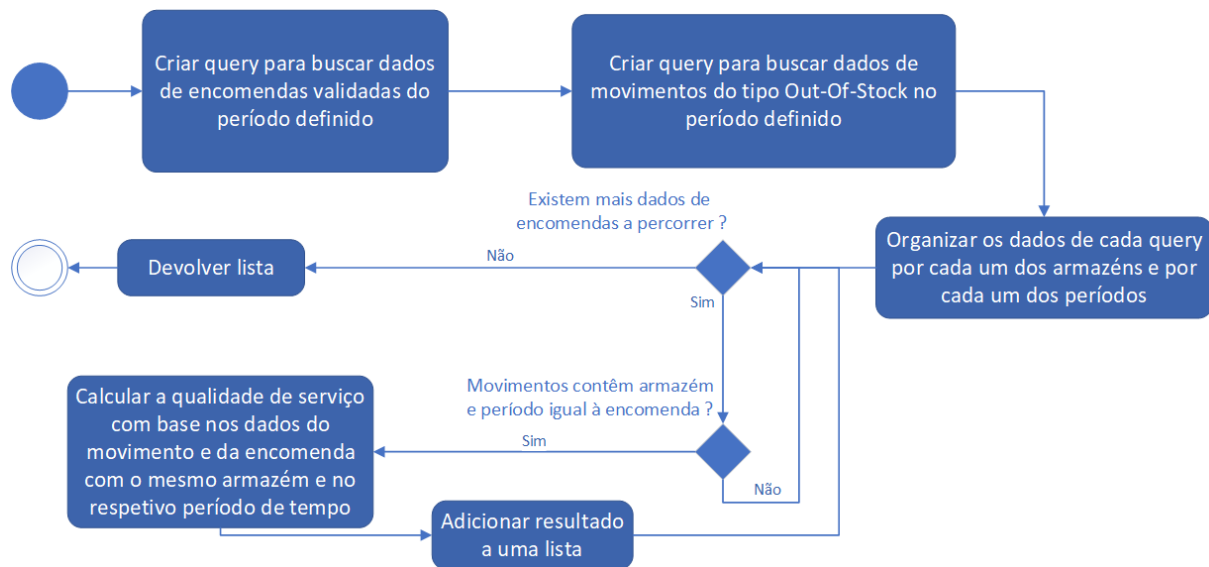 Criar query para buscar dados
de encomendas validadas do
período definido
Criar query para buscar dados de
movimentos do tipo Out-Of-Stock no
período definido
Existem mais dados de
encomendas a percorrer ?
Organizar os dados de cada query
por cada um dos armazéns e por
cada um dos períodos
Não
Devolver lista
Sim
Movimentos contêm armazém
e período igual à encomenda ?
Calcular a qualidade de serviço
com base nos dados do
movimento e da encomenda
com o mesmo armazém e no
respetivo período de tempo
Sim
Não
Adicionar resultado
a uma lista